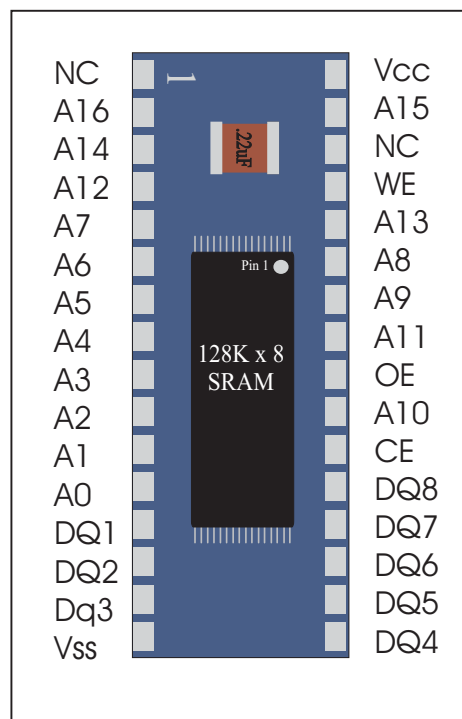 NC
A16
A14
A12
A7
A6
A5
A4
A3
A2
A1
A0
DQ1
DQ2
Dq3
Vss
1
.22uF
Pin 1
128K x 8
SRAM
Vcc
A15
NC
WE
A13
A8
A9
A11
OE
A10
CE
DQ8
DQ7
DQ6
DQ5
DQ4